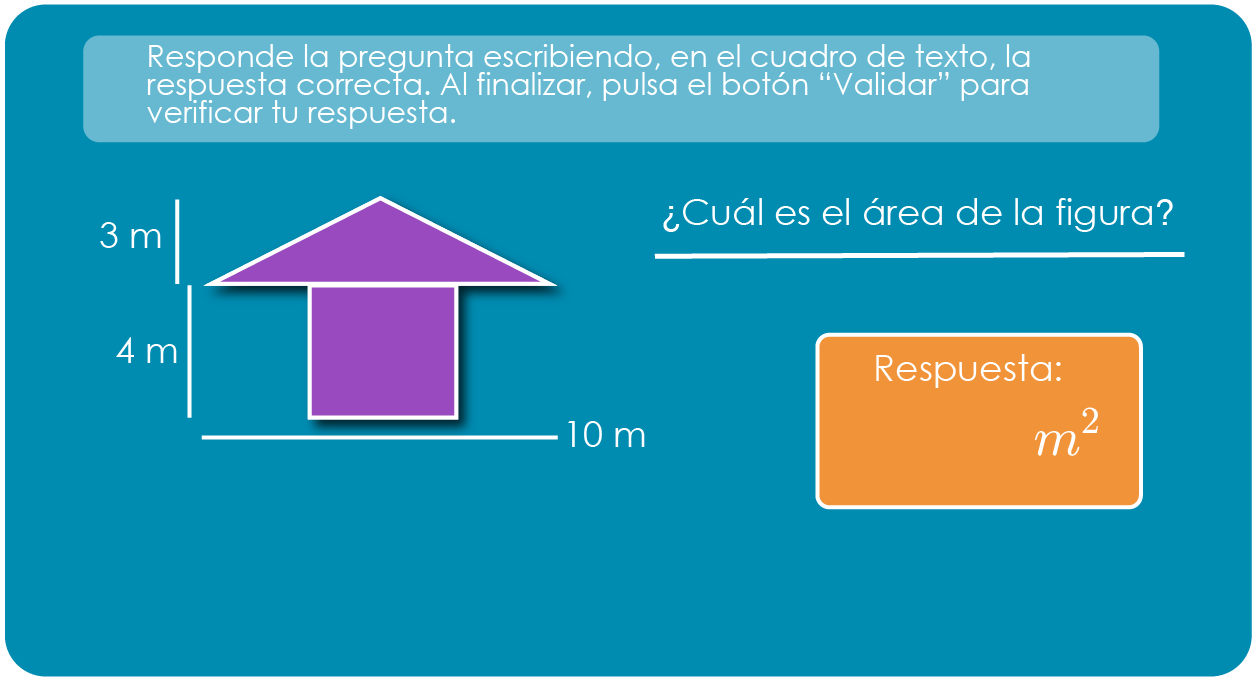 Responde la pregunta escribiendo, en el cuadro de texto, la
respuesta correcta. Al finalizar, pulsa el botón “Validar” para
verificar tu respuesta.
¿Cuál es el área de la figura?
3 m
4 m
10 m
Respuesta:
m²